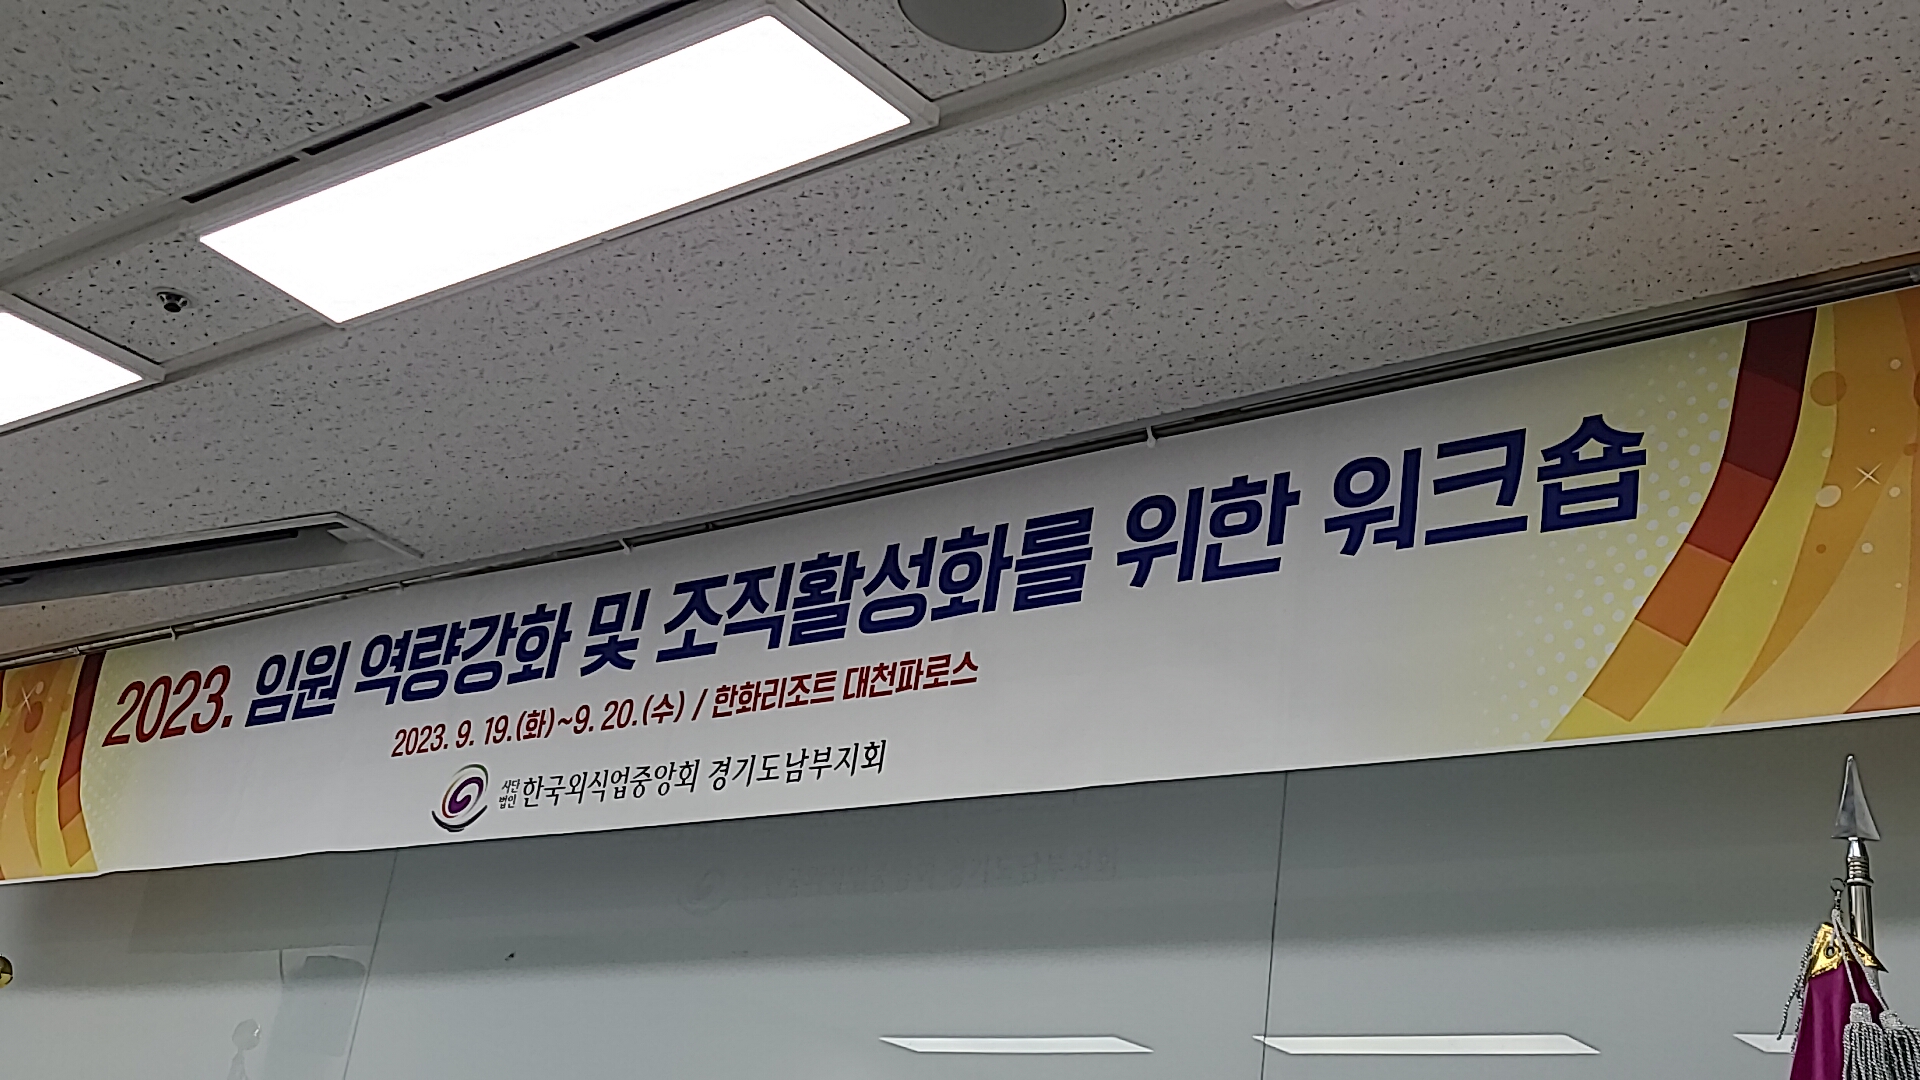 2023. 임원 역량강화 및 조직활성화를 위한 워크숍
2023. 9. 19.(화)~9. 20.(수) / 한화리조트 대천파로스
사단법인 한국외식업중앙회 경기도남부지회